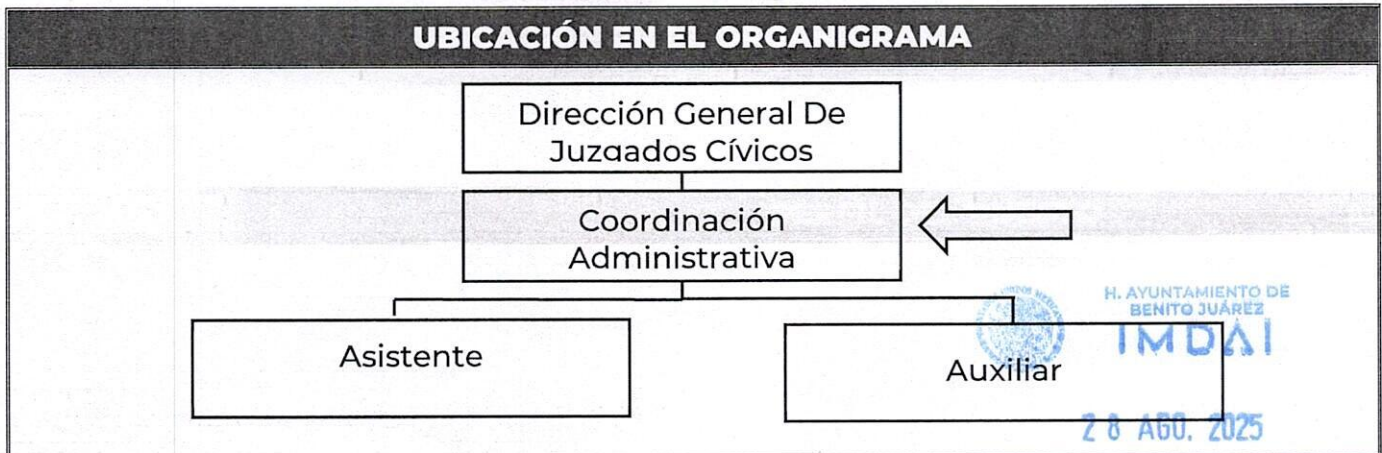 UBICACIÓN EN EL ORGANIGRAMA
Dirección General De
Juzgados Cívicos
Coordinación
Administrativa
H. AYUNTAMIENTO DE
BENITO JUÁREZ
IMDAI
Asistente
Auxiliar
28 AGO. 2025